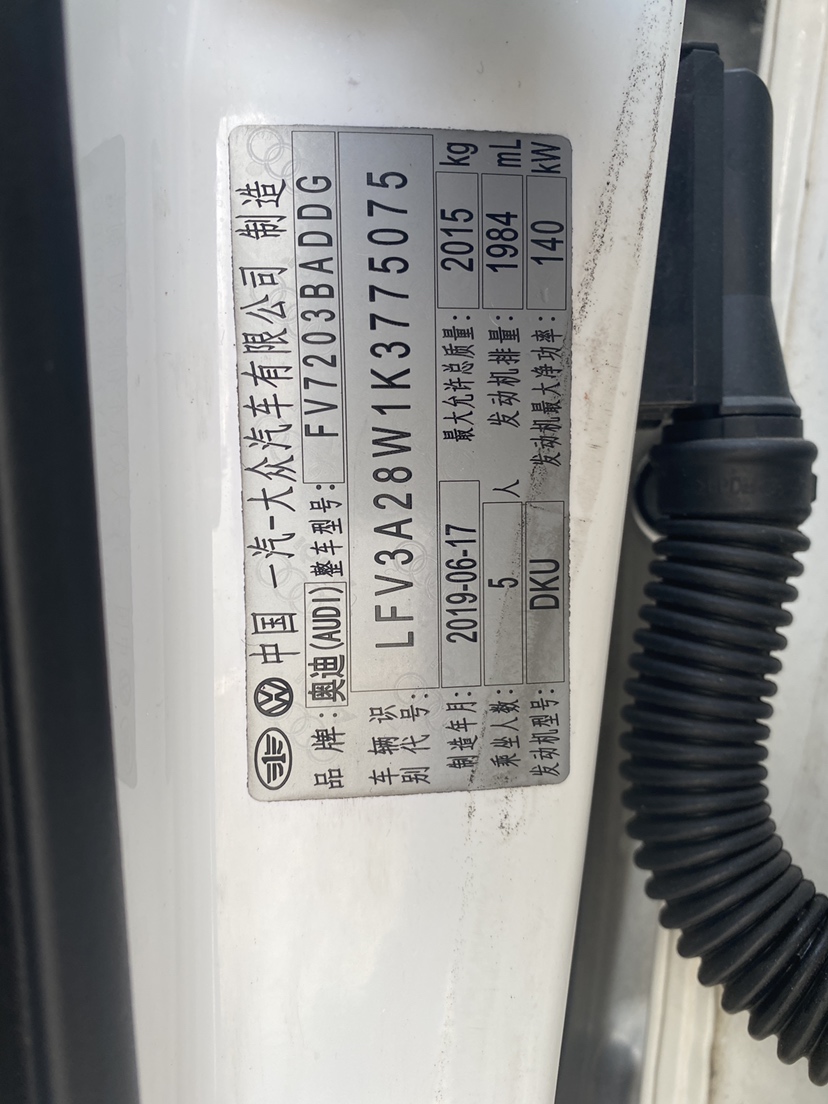 中国 一汽-大众汽车有限公司 制造
品牌:奥迪(AUDI) 整车型号: FV7203BADDG
车辆识别代号: LFV3A28W1K3775075
制造年月: 2019-06-17 最大允许总质量: 2015 kg
乘坐人数: 5 人 发动机排量: 1984 mL
发动机型号: DKU 发动机最大净功率: 140 kW